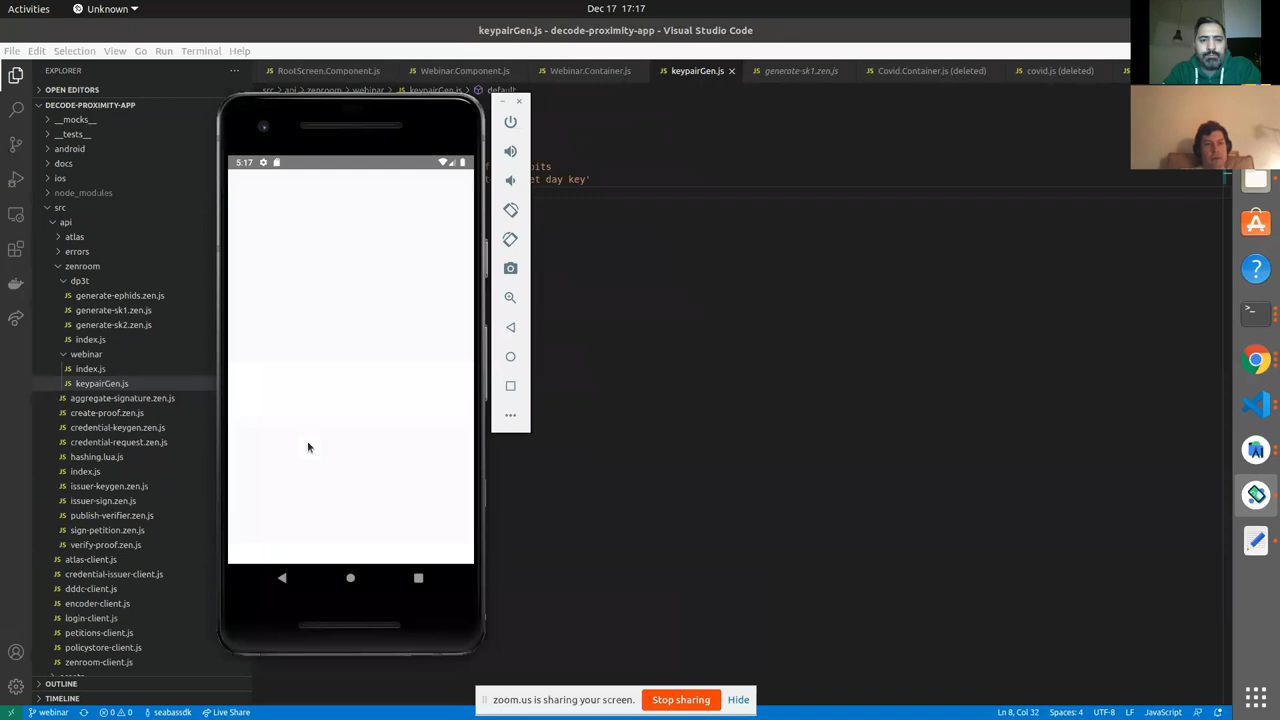 Activities
Unknown
Dec 17 17:17
keypairGen.js - decode-proximity-app - Visual Studio Code
File Edit Selection View Go Run Terminal Help
EXPLORER
RootScreen.Component.js
Webinar.Component.js
Webinar.Container.js
keypairGen.js
generate-sk1.zen.js
Covid.Container.js (deleted)
covid.js (deleted)
OPEN EDITORS
src
api
zenroom
webinar
keypairGen.js
default
DECODE-PROXIMITY-APP
__mocks__
__tests__
android
docs
ios
node_modules
src
api
atlas
errors
zenroom
dp3t
generate-ephids.zen.js
generate-sk1.zen.js
generate-sk2.zen.js
index.js
webinar
index.js
keypairGen.js
aggregate-signature.zen.js
create-proof.zen.js
credential-keygen.zen.js
credential-request.zen.js
hashing.lua.js
index.js
issuer-keygen.zen.js
issuer-sign.zen.js
publish-verifier.zen.js
sign-petition.zen.js
verify-proof.zen.js
atlas-client.js
credential-issuer-client.js
dddc-client.js
encoder-client.js
login-client.js
petitions-client.js
policystore-client.js
zenroom-client.js
OUTLINE
TIMELINE
5:17
et day key'
zoom.us is sharing your screen.
Stop sharing
Hide
webinar
0 0
seabassdk
Live Share
Ln 8, Col 32
Spaces: 4
UTF-8
LF
JavaScript